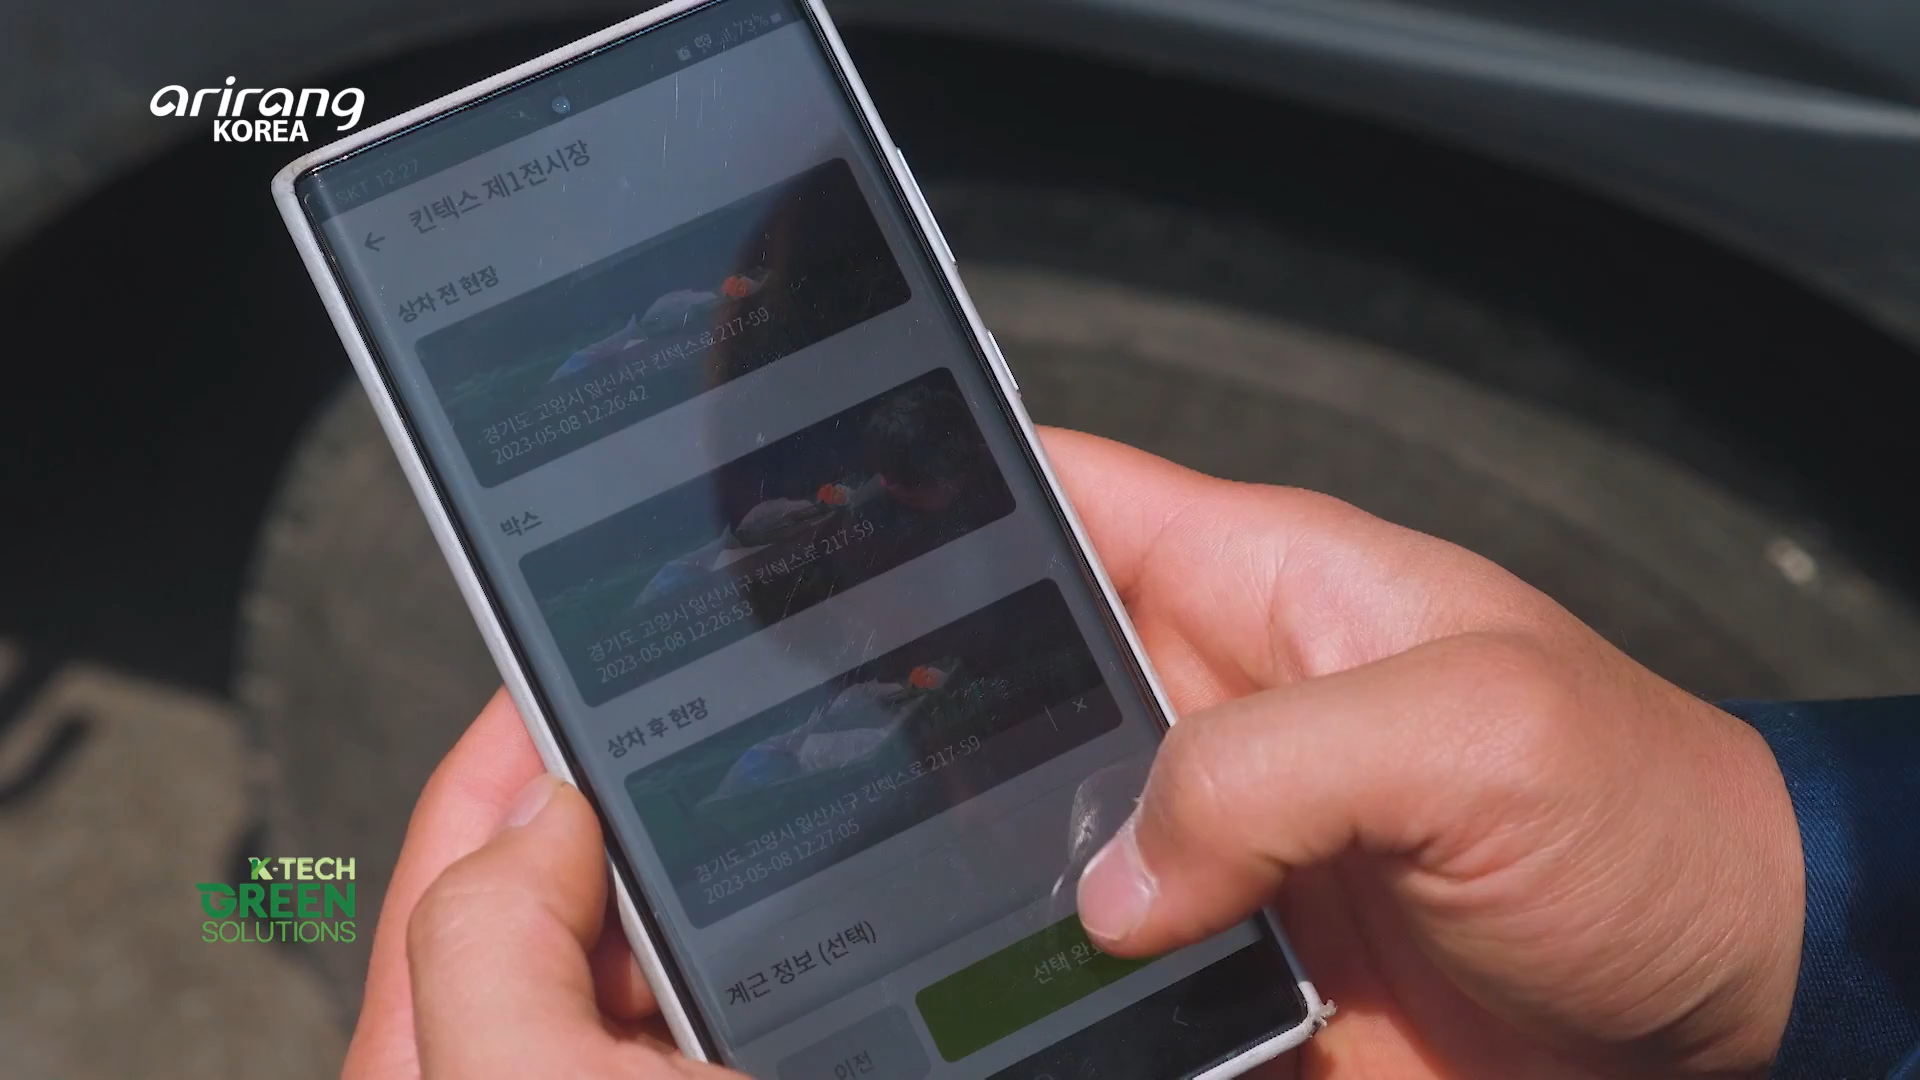 arirang
KOREA
SKT 12:27
73%
← 킨텍스 제1전시장
상차 전 현장
경기도 고양시 일산서구 킨텍스로 217-59
2023-05-08 12:26:42
박스
경기도 고양시 일산서구 킨텍스로 217-59
2023-05-08 12:26:53
상차 후 현장
경기도 고양시 일산서구 킨텍스로 217-59
2023-05-08 12:27:05
계근 정보 (선택)
이전
선택
K-TECH
GREEN
SOLUTIONS